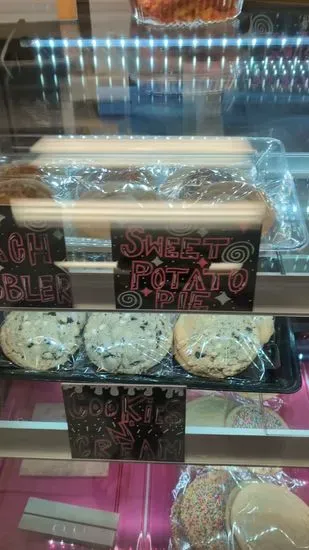 ACH
BBLER
SWEET
POTATO
PIE
COOKIES
CREAM